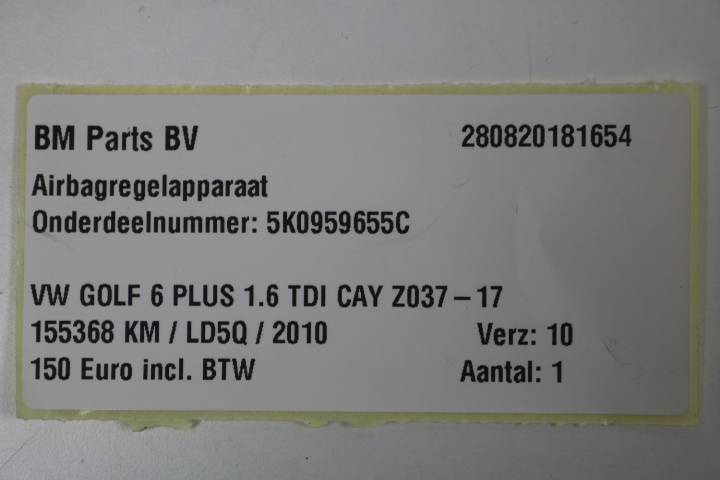 BM Parts BV 280820181654
Airbagregelapparaat
Onderdeelnummer: 5K0959655C
VW GOLF 6 PLUS 1.6 TDI CAY Z037 – 17
155368 KM / LD5Q / 2010 Verz: 10
150 Euro incl. BTW Aantal: 1